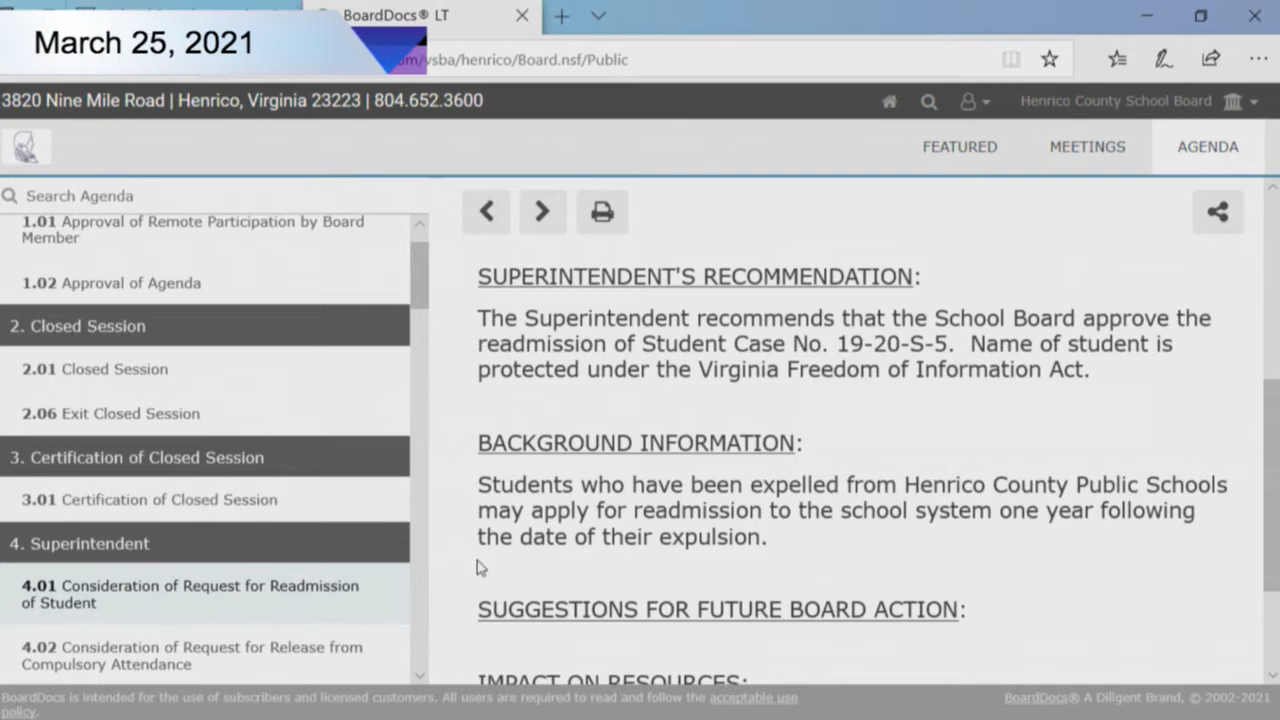 BoardDocs® LT
March 25, 2021
om/vsba/henrico/Board.nsf/Public
3820 Nine Mile Road | Henrico, Virginia 23223 | 804.652.3600
Henrico County School Board
FEATURED
MEETINGS
AGENDA
Search Agenda
1.01 Approval of Remote Participation by Board
Member
1.02 Approval of Agenda
2. Closed Session
2.01 Closed Session
2.06 Exit Closed Session
3. Certification of Closed Session
3.01 Certification of Closed Session
4. Superintendent
4.01 Consideration of Request for Readmission
of Student
4.02 Consideration of Request for Release from
Compulsory Attendance
SUPERINTENDENT'S RECOMMENDATION:
The Superintendent recommends that the School Board approve the
readmission of Student Case No. 19-20-S-5. Name of student is
protected under the Virginia Freedom of Information Act.
BACKGROUND INFORMATION:
Students who have been expelled from Henrico County Public Schools
may apply for readmission to the school system one year following
the date of their expulsion.
SUGGESTIONS FOR FUTURE BOARD ACTION:
IMPACT ON RESOURCES:
BoardDocs is intended for the use of subscribers and licensed customers. All users are required to read and follow the acceptable use
policy.
BoardDocs® A Diligent Brand, © 2002-2021